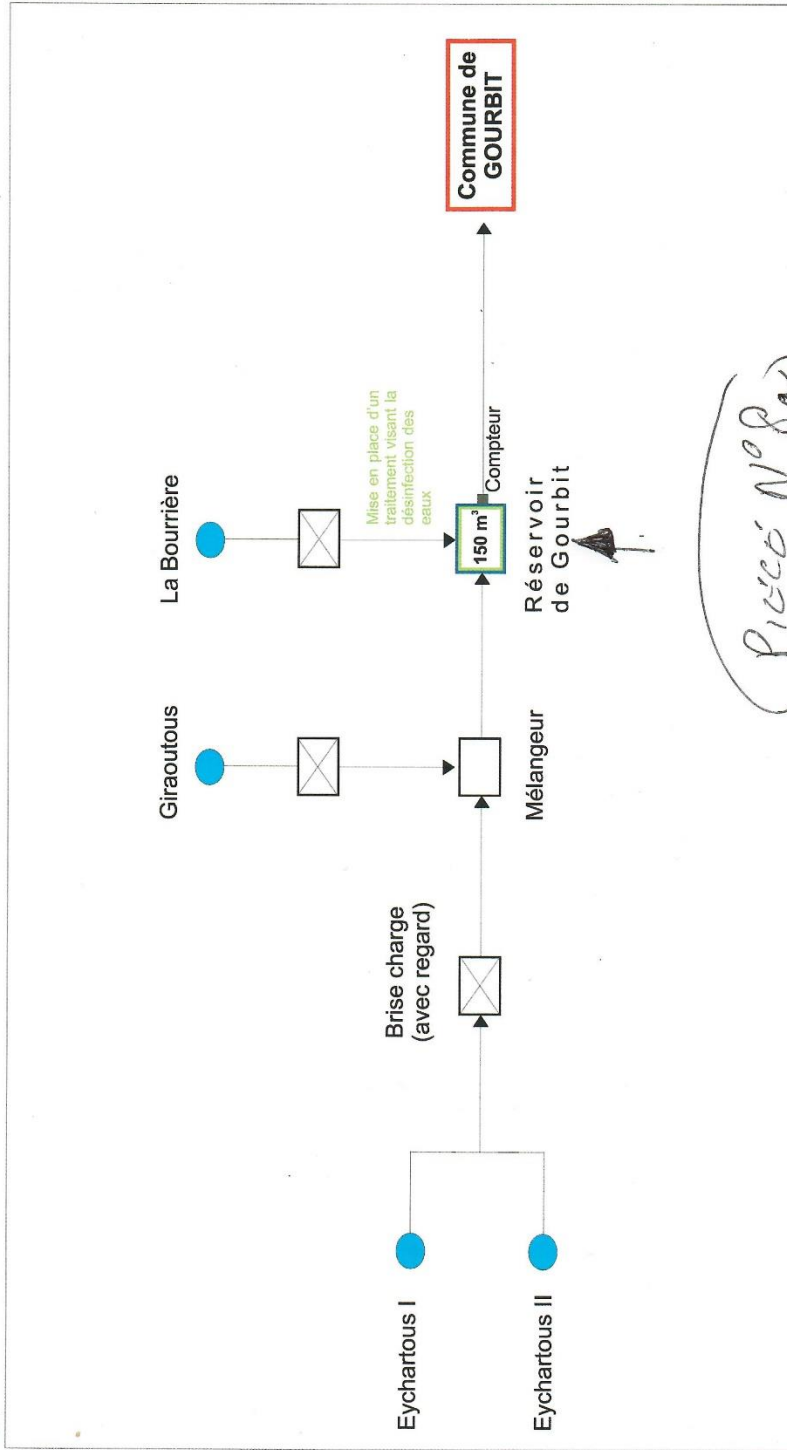 La Bourrière
Giraoutous
Mise en place d'un
traitement visant la
désinfection des
eaux
Commune de
GOURBIT
Brise charge
(avec regard)
150 m³
Compteur
Eychartous I
Mélangeur
Réservoir
de Gourbit
Eychartous II
PIECE N°